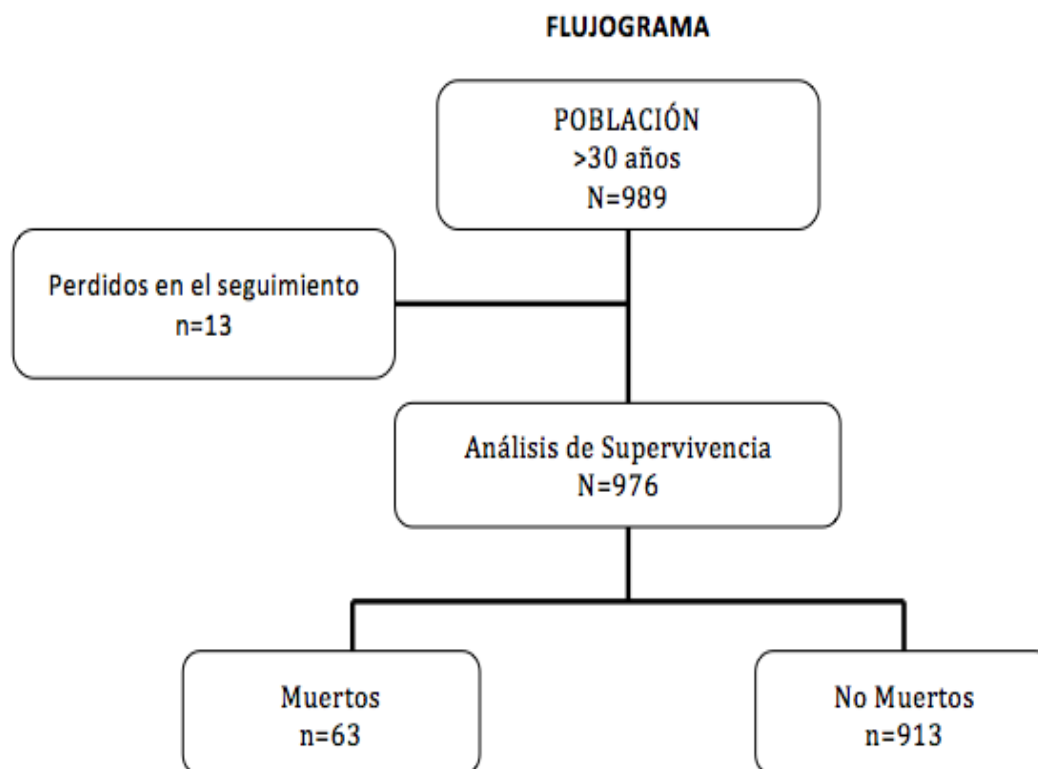 FLUJOGRAMA
POBLACIÓN
>30 años
N=989
Perdidos en el seguimiento
n=13
Análisis de Supervivencia
N=976
Muertos
n=63
No Muertos
n=913